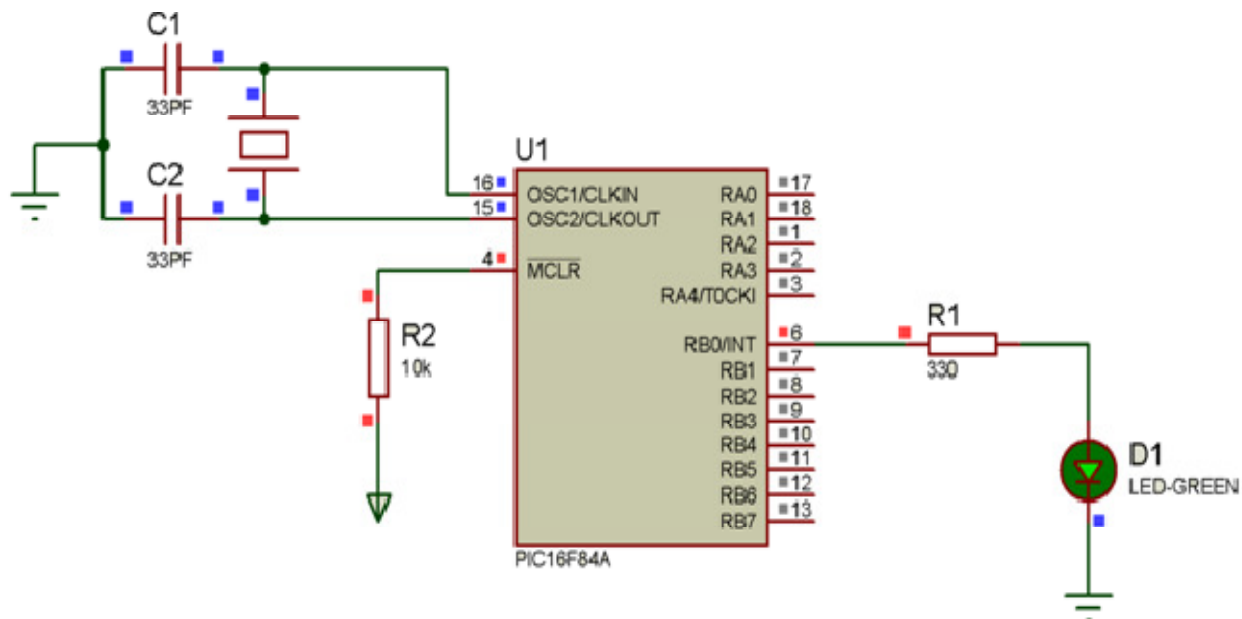 C1
33PF
C2
33PF
U1
16 OSC1/CLKIN
15 OSC2/CLKOUT
4 MCLR
RA0 17
RA1 18
RA2 1
RA3 2
RA4/T0CKI 3
RB0/INT 6
RB1 7
RB2 8
RB3 9
RB4 10
RB5 11
RB6 12
RB7 13
PIC16F84A
R2
10k
R1
330
D1
LED-GREEN